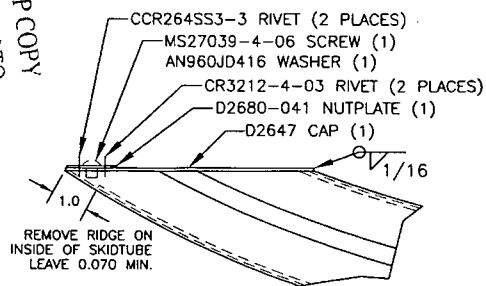 P COPY
CCR264SS3-3 RIVET (2 PLACES)
MS27039-4-06 SCREW (1)
AN960JD416 WASHER (1)
CR3212-4-03 RIVET (2 PLACES)
D2680-041 NUTPLATE (1)
D2647 CAP (1)
1/16
1.0
REMOVE RIDGE ON
INSIDE OF SKIDTUBE
LEAVE 0.070 MIN.